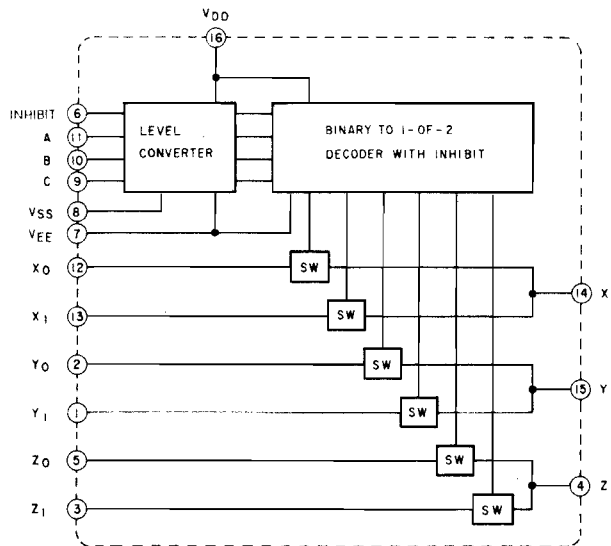 VDD
16
INHIBIT 6
A 11
B 10
C 9
VSS 8
VEE 7
LEVEL
CONVERTER
BINARY TO 1-OF-2
DECODER WITH INHIBIT
X0 12
SW
14 X
X1 13
SW
Y0 2
SW
15 Y
Y1 1
SW
Z0 5
SW
4 Z
Z1 3
SW